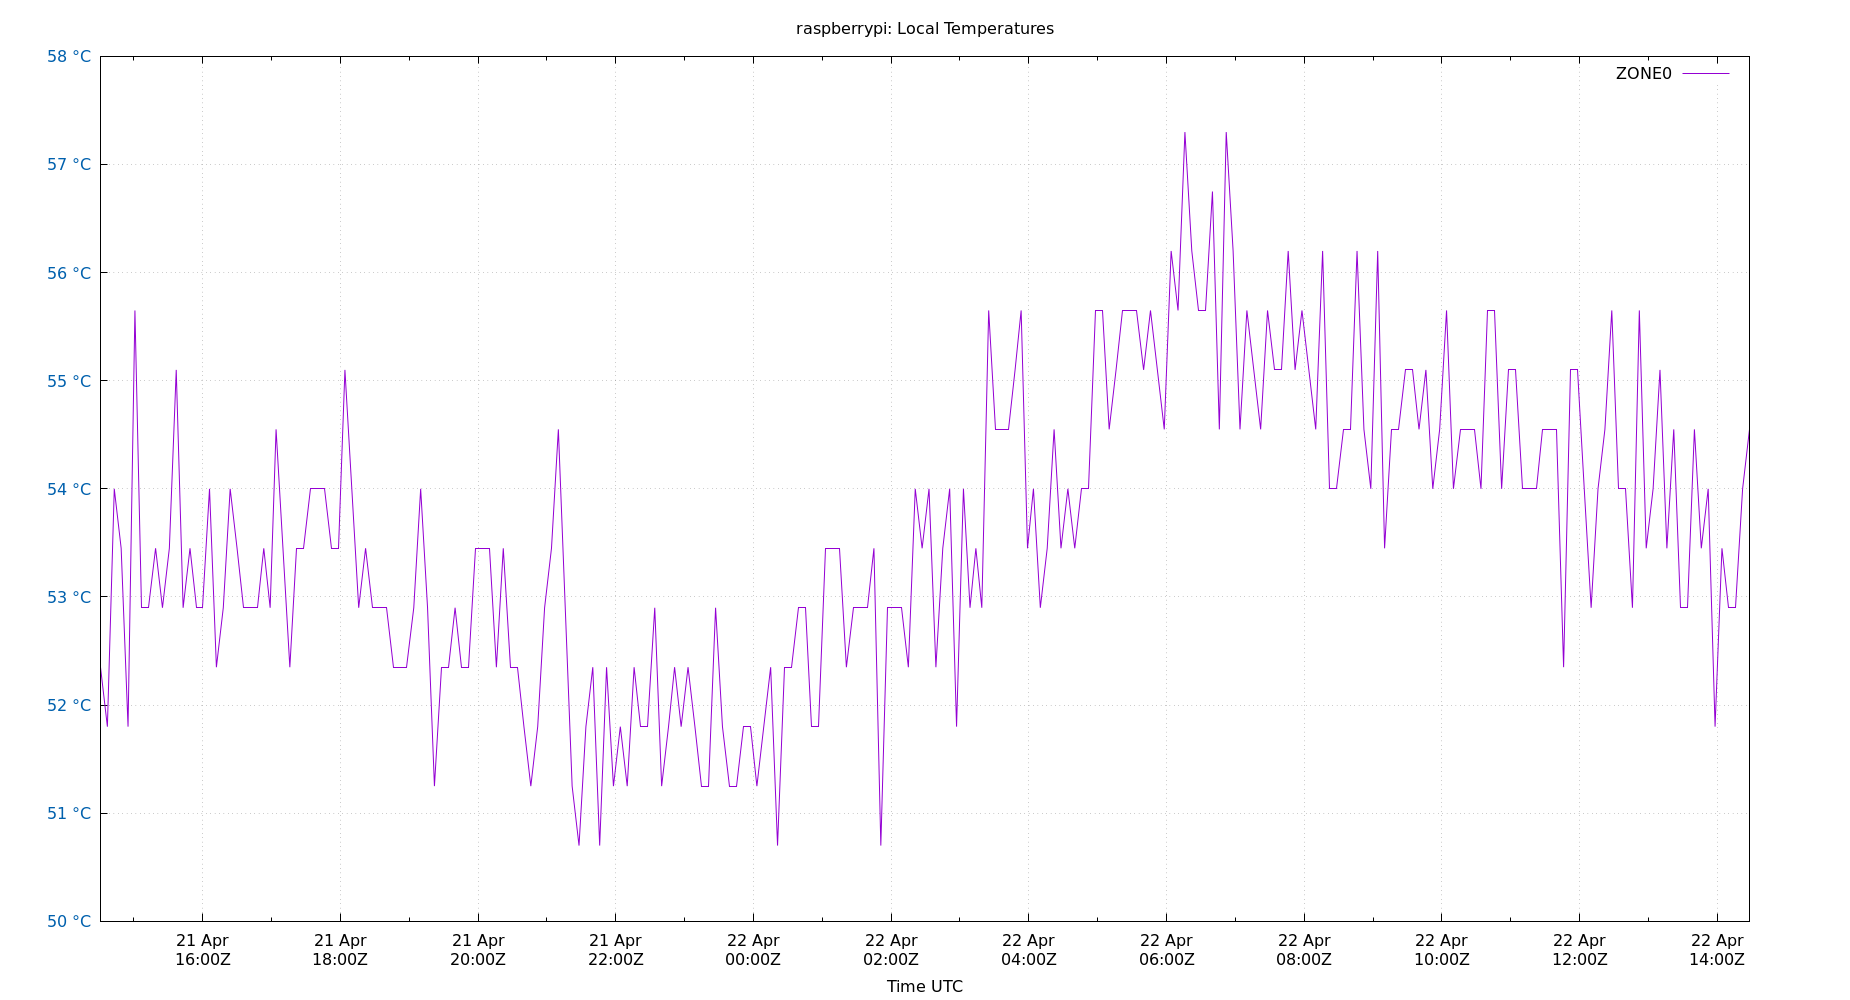 raspberrypi: Local Temperatures
58 °C
ZONE0
57 °C
56 °C
55 °C
54 °C
53 °C
52 °C
51 °C
50 °C
21 Apr 21 Apr 21 Apr 21 Apr 22 Apr 22 Apr 22 Apr 22 Apr 22 Apr 22 Apr 22 Apr 22 Apr
16:00Z 18:00Z 20:00Z 22:00Z 00:00Z 02:00Z 04:00Z 06:00Z 08:00Z 10:00Z 12:00Z 14:00Z
Time UTC